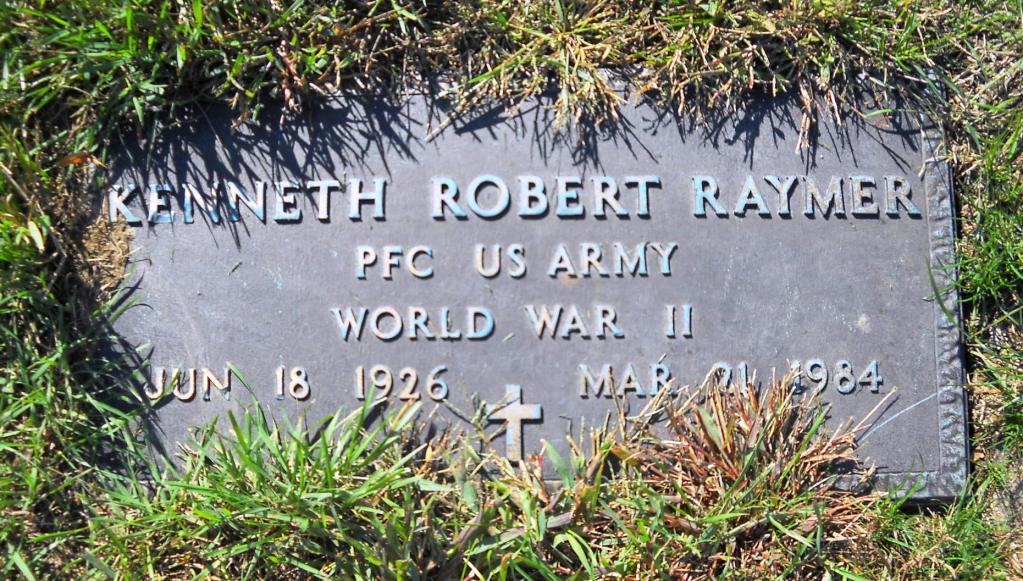 KENNETH ROBERT RAYMER
PFC US ARMY
WORLD WAR II
JUN 18 1926 MAR 1984